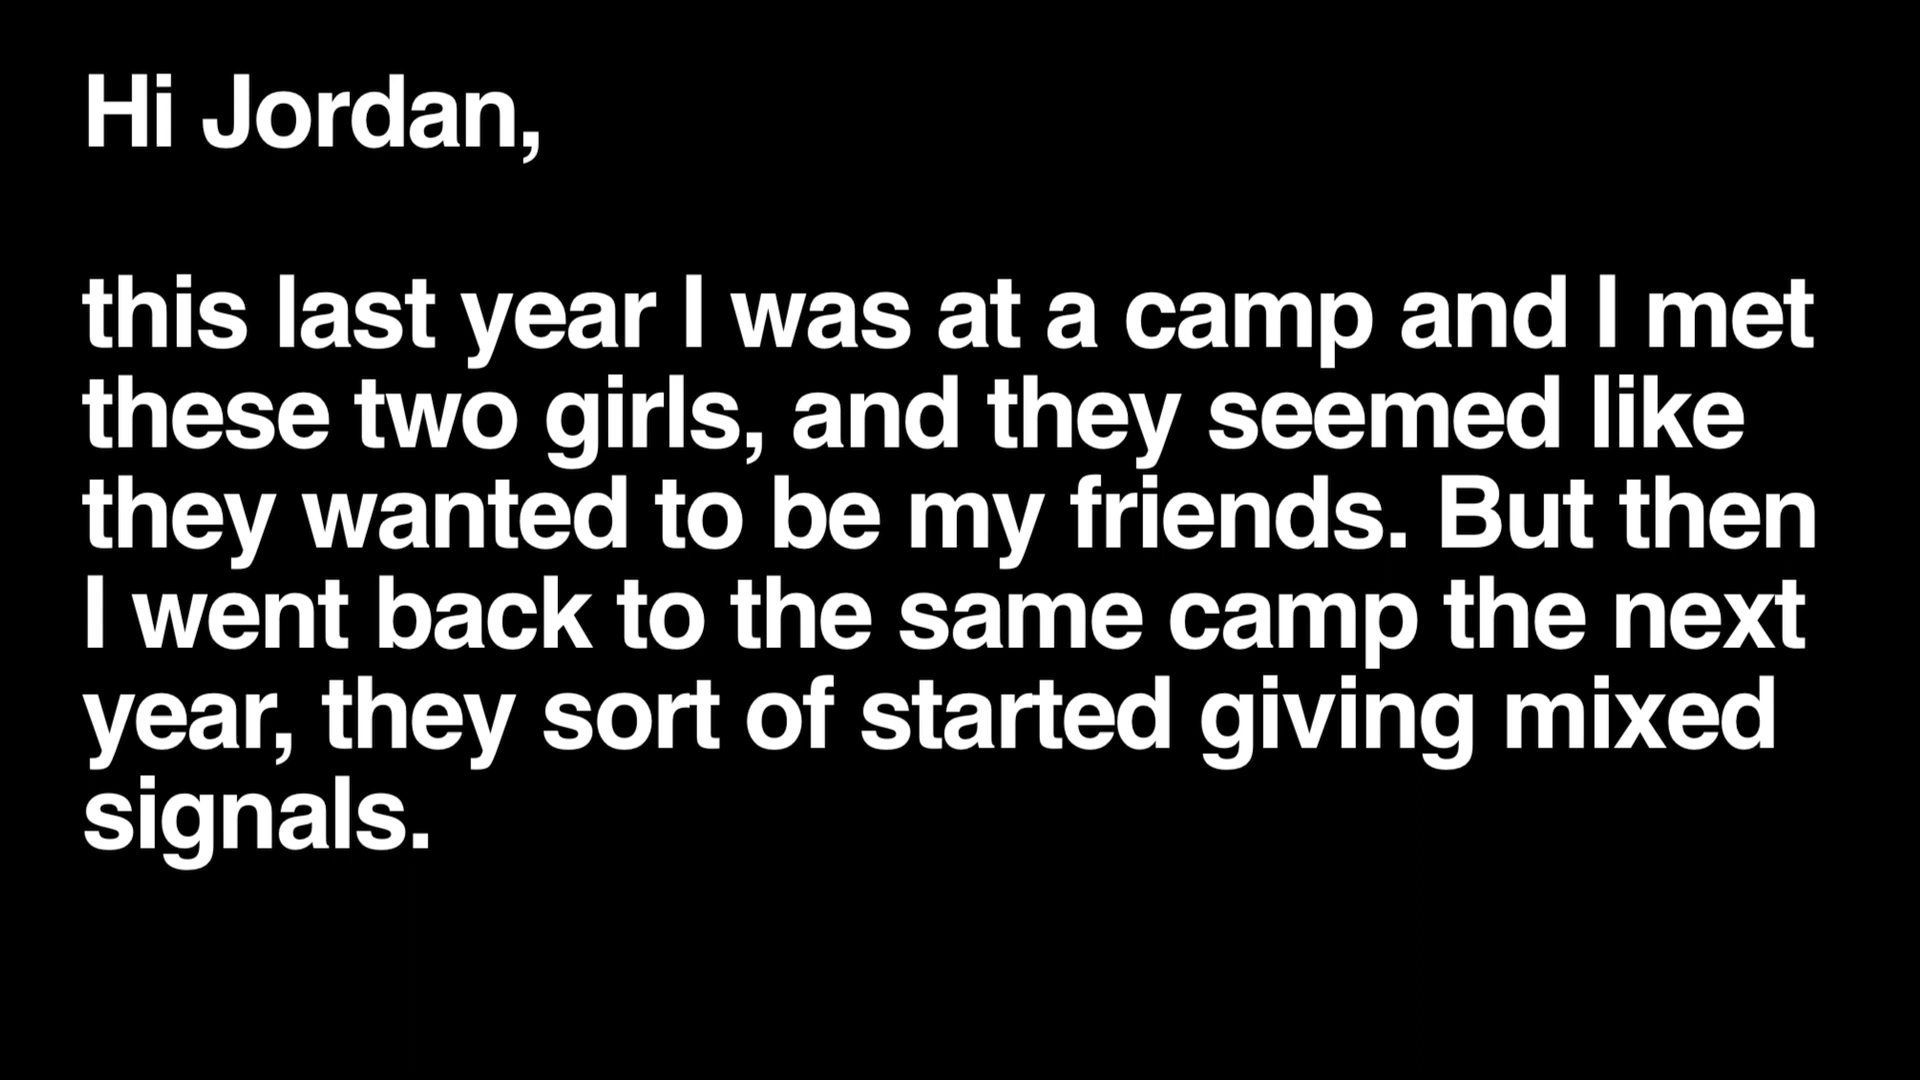 Hi Jordan,
this last year I was at a camp and I met
these two girls, and they seemed like
they wanted to be my friends. But then
I went back to the same camp the next
year, they sort of started giving mixed
signals.